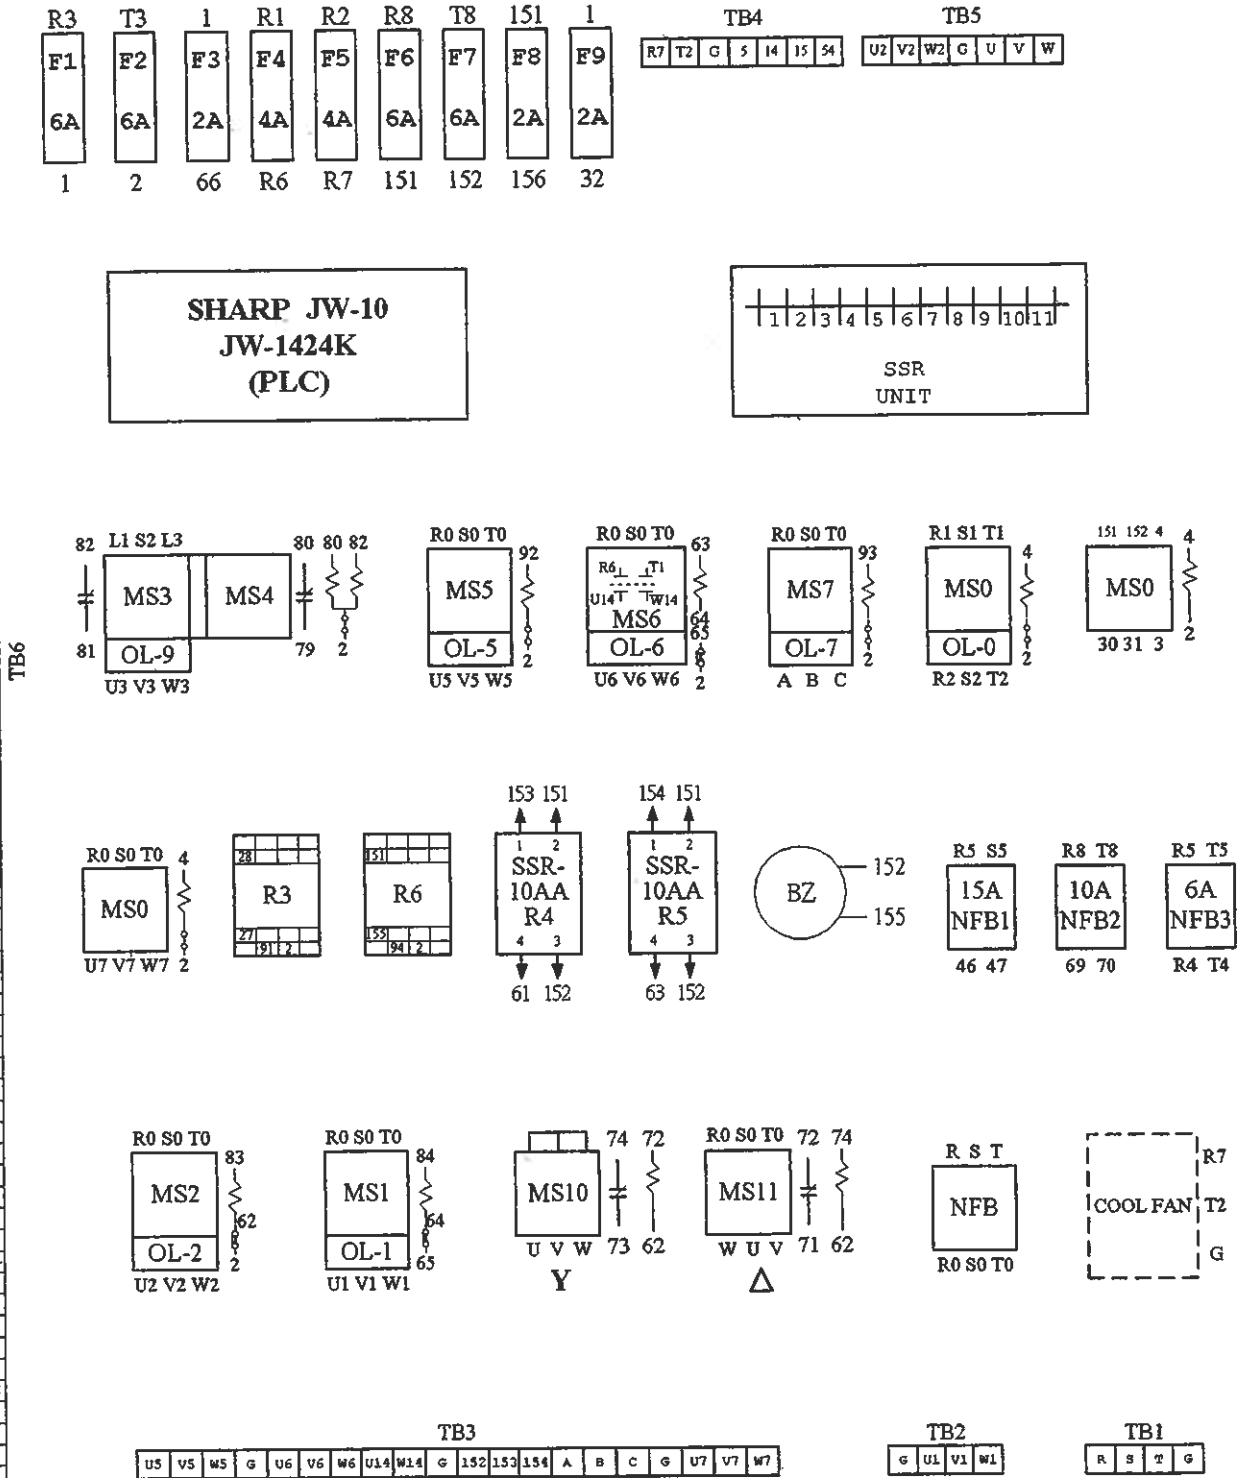 R3 T3 1 R1 R2 R8 T8 151 1
F1 F2 F3 F4 F5 F6 F7 F8 F9
6A 6A 2A 4A 4A 6A 6A 2A 2A
1 2 66 R6 R7 151 152 156 32
TB4
R7 T2 G 5 14 15 54
TB5
U2 V2 W2 G U V W
SHARP JW-10
JW-1424K
(PLC)
1 2 3 4 5 6 7 8 9 10 11
SSR
UNIT
TB6
82 L1 S2 L3 80 80 82
MS3 MS4
81 OL-9 79 2
U3 V3 W3
R0 S0 T0
92
MS5
OL-5
2
U5 V5 W5
R0 S0 T0
63
R6 T1
U14 W14
MS6
64
65
OL-6
2
U6 V6 W6
R0 S0 T0
93
MS7
OL-7
2
A B C
R1 S1 T1
4
MS0
OL-0
2
R2 S2 T2
151 152 4 4
MS0
2
30 31 3
R0 S0 T0 4
MS0
U7 V7 W7 2
28
R3
27
91 2
151
R6
155
94 2
153 151
1 2
SSR-
10AA
R4
4 3
61 152
154 151
1 2
SSR-
10AA
R5
4 3
63 152
BZ
152
155
R5 S5
15A
NFB1
46 47
R8 T8
10A
NFB2
69 70
R5 T5
6A
NFB3
R4 T4
R0 S0 T0
83
MS2
62
OL-2
2
U2 V2 W2
R0 S0 T0
84
MS1
64
OL-1
65
U1 V1 W1
74 72
MS10
U V W 73 62
Y
R0 S0 T0 72 74
MS11
W U V 71 62
Δ
R S T
NFB
R0 S0 T0
R7
COOL FAN T2
G
TB3
U5 V5 W5 G U6 V6 W6 U14 W14 G 152 153 154 A B C G U7 V7 W7
TB2
G U1 V1 W1
TB1
R S T G